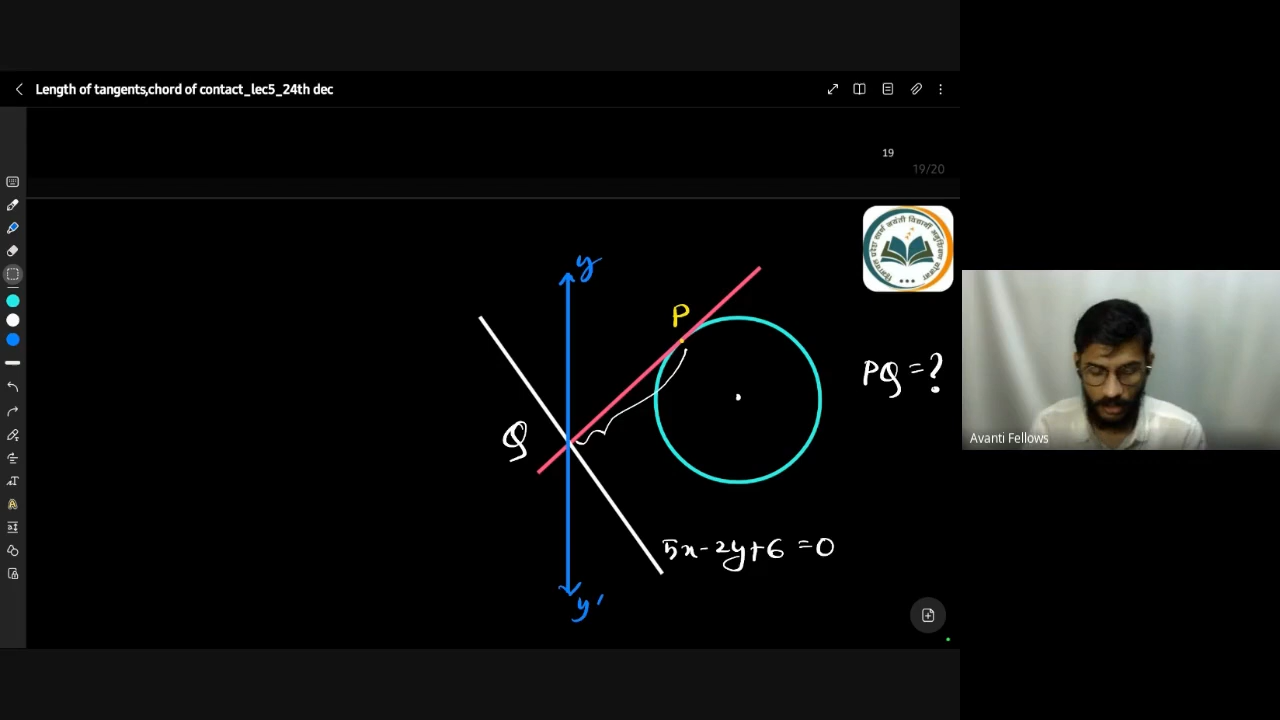 Length of tangents,chord of contact_lec5_24th dec
19
19/20
y
P
PQ = ?
Q
Avanti Fellows
5x-2y+6 =0
y'